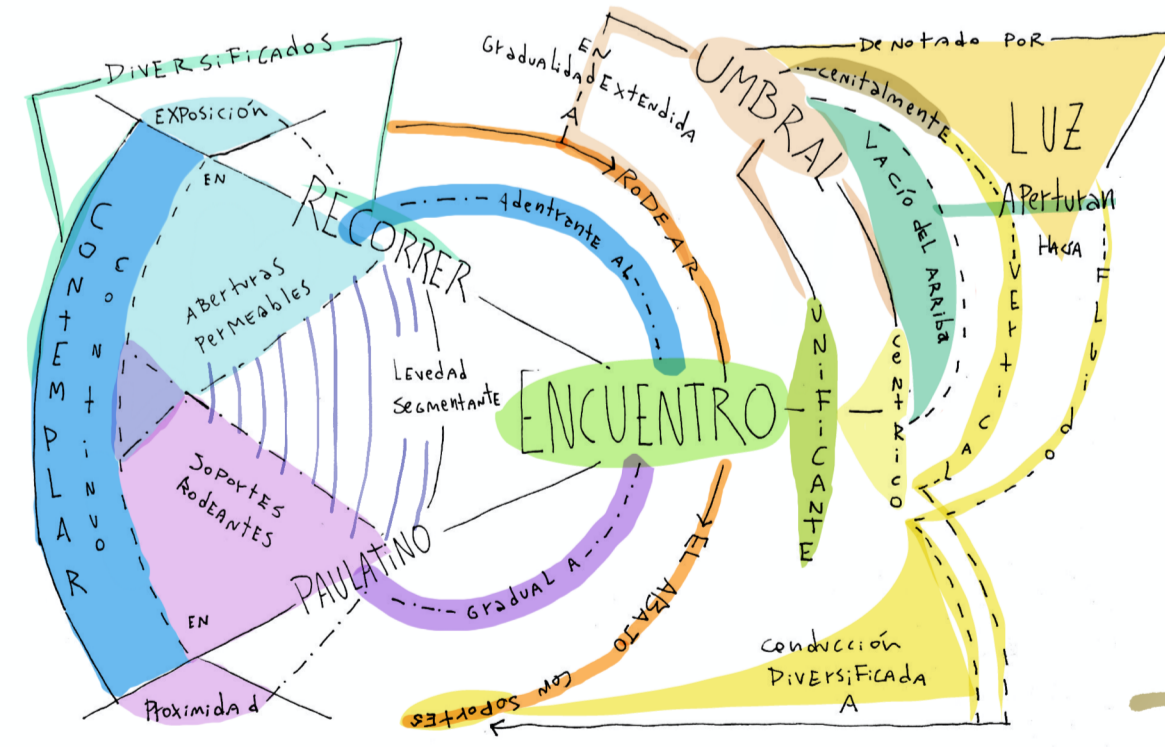 DIVERSIFICADOS
EXPOSICIÓN
EN
RECORRER
CONTEMPLAR
CONTINUO
ABERTURAS
PERMEABLES
SOPORTES
RODEANTES
EN
PAULATINO
PROXIMIDAD
LEVEDAD
SEGMENTANTE
Adentrante AL
GRADUAL A
ENCUENTRO
GRADUALIDAD EXTENDIDA
EN
A
RODEAR
EL ABAJO
CON
SOPORTES
UMBRAL
UNIFICANTE
CÉNTRICO
DENOTADO POR
LUZ
CENITALMENTE
VACÍO DEL ARRIBA
APERTURAN
HACIA
VERTICAL
FLUIDO
CONDUCCIÓN
DIVERSIFICADA
A